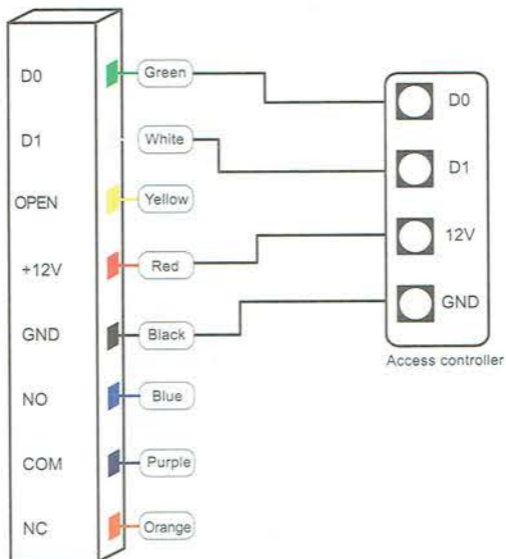 D0 Green D0
D1 White D1
OPEN Yellow
+12V Red 12V
GND Black GND
Access controller
NO Blue
COM Purple
NC Orange